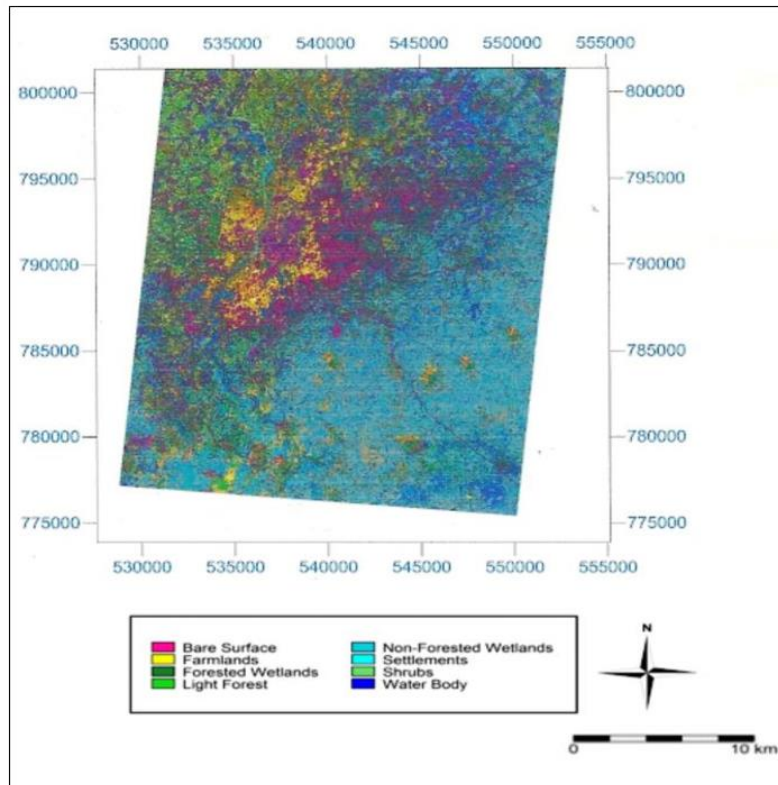 530000 535000 540000 545000 550000 555000
800000 800000
795000 795000
790000 790000
785000 785000
780000 780000
775000 775000
530000 535000 540000 545000 550000 555000
Bare Surface
Farmlands
Forested Wetlands
Light Forest
Non-Forested Wetlands
Settlements
Shrubs
Water Body
N
0 10 km